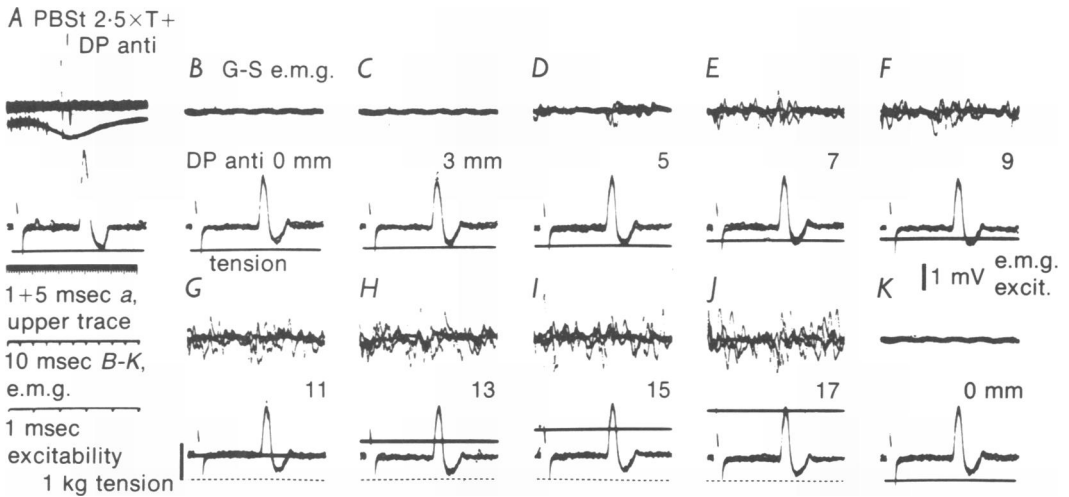 A PBSt 2·5×T+
DP anti
B G-S e.m.g.
C
D
E
F
DP anti 0 mm
3 mm
5
7
9
tension
1 mV e.m.g.
excit.
1+5 msec a,
upper trace
10 msec B-K,
e.m.g.
1 msec
excitability
1 kg tension
G
H
I
J
K
11
13
15
17
0 mm